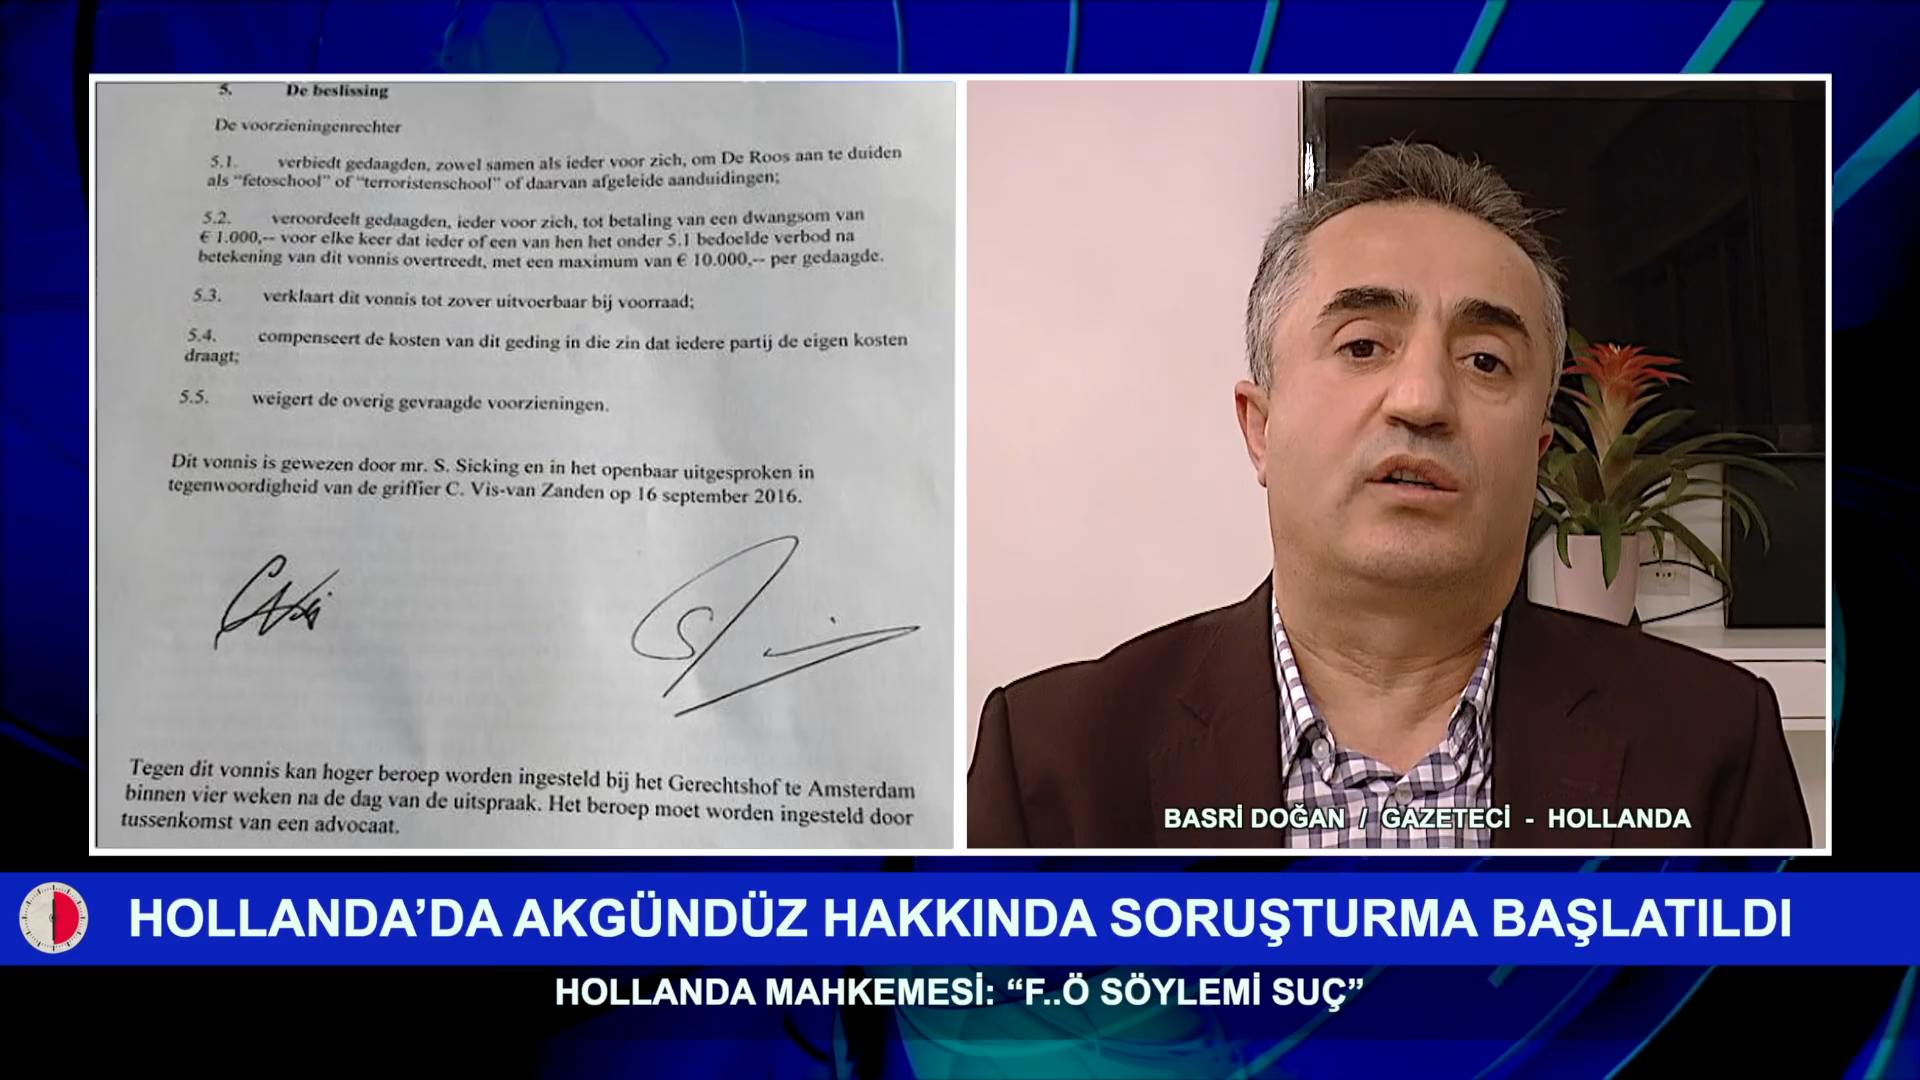 5. De beslissing
De voorzieningenrechter
5.1. verbiedt gedaagden, zowel samen als ieder voor zich, om De Roos aan te duiden
als “fetoschool” of “terroristenschool” of daarvan afgeleide aanduidingen;
5.2. veroordeelt gedaagden, ieder voor zich, tot betaling van een dwangsom van
€ 1.000,-- voor elke keer dat ieder of een van hen het onder 5.1 bedoelde verbod na
betekening van dit vonnis overtreedt, met een maximum van € 10.000,-- per gedaagde.
5.3. verklaart dit vonnis tot zover uitvoerbaar bij voorraad;
5.4. compenseert de kosten van dit geding in die zin dat iedere partij de eigen kosten
draagt;
5.5. weigert de overig gevraagde voorzieningen.
Dit vonnis is gewezen door mr. S. Sicking en in het openbaar uitgesproken in
tegenwoordigheid van de griffier C. Vis-van Zanden op 16 september 2016.
Tegen dit vonnis kan hoger beroep worden ingesteld bij het Gerechtshof te Amsterdam
binnen vier weken na de dag van de uitspraak. Het beroep moet worden ingesteld door
tussenkomst van een advocaat.
BASRİ DOĞAN / GAZETECİ - HOLLANDA
HOLLANDA’DA AKGÜNDÜZ HAKKINDA SORUŞTURMA BAŞLATILDI
HOLLANDA MAHKEMESİ: “F..Ö SÖYLEMİ SUÇ”